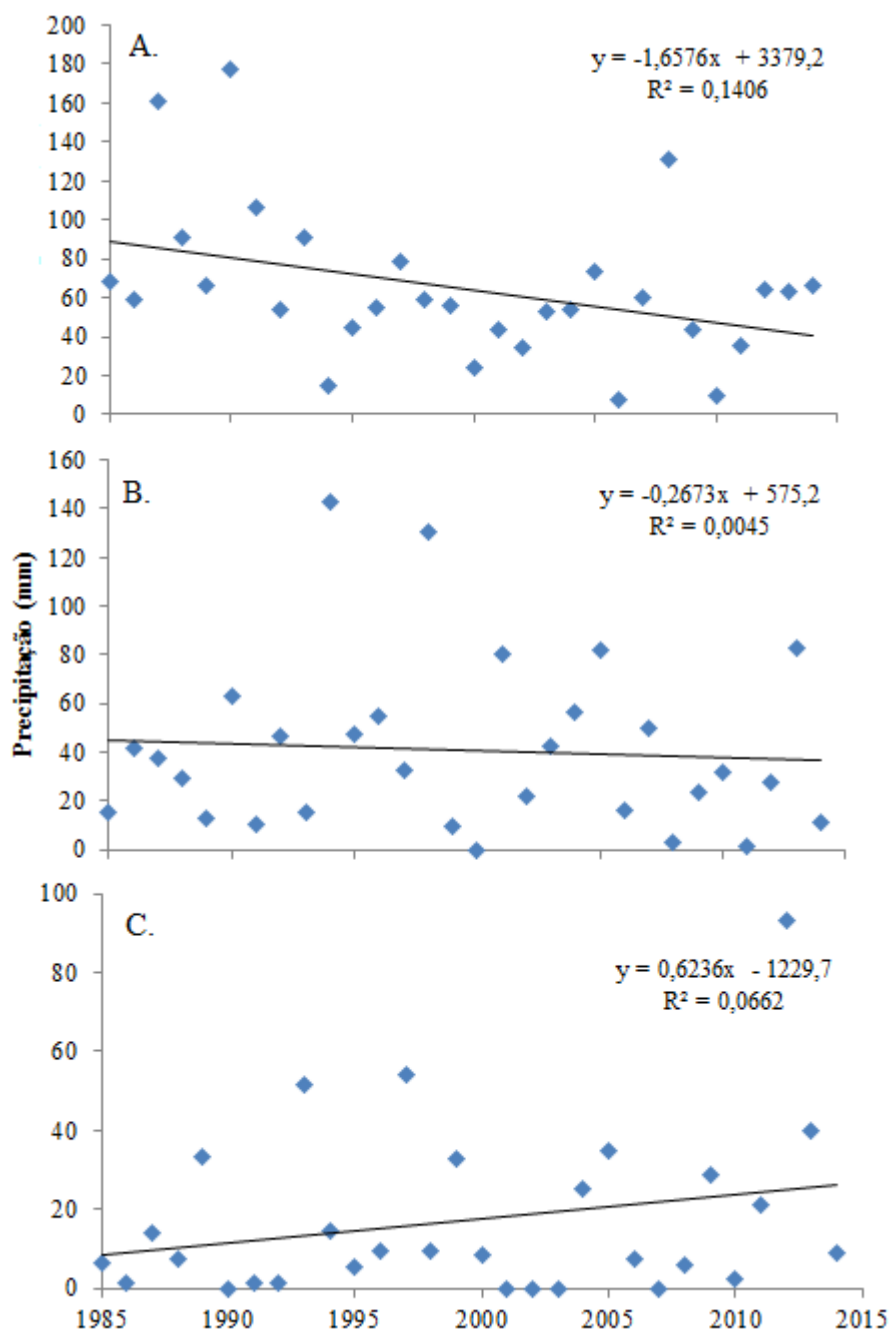 A.
y = -1,6576x + 3379,2
R² = 0,1406
200
180
160
140
120
100
80
60
40
20
0
B.
y = -0,2673x + 575,2
R² = 0,0045
160
140
120
100
80
60
40
20
0
Precipitação (mm)
C.
y = 0,6236x - 1229,7
R² = 0,0662
100
80
60
40
20
0
1985 1990 1995 2000 2005 2010 2015